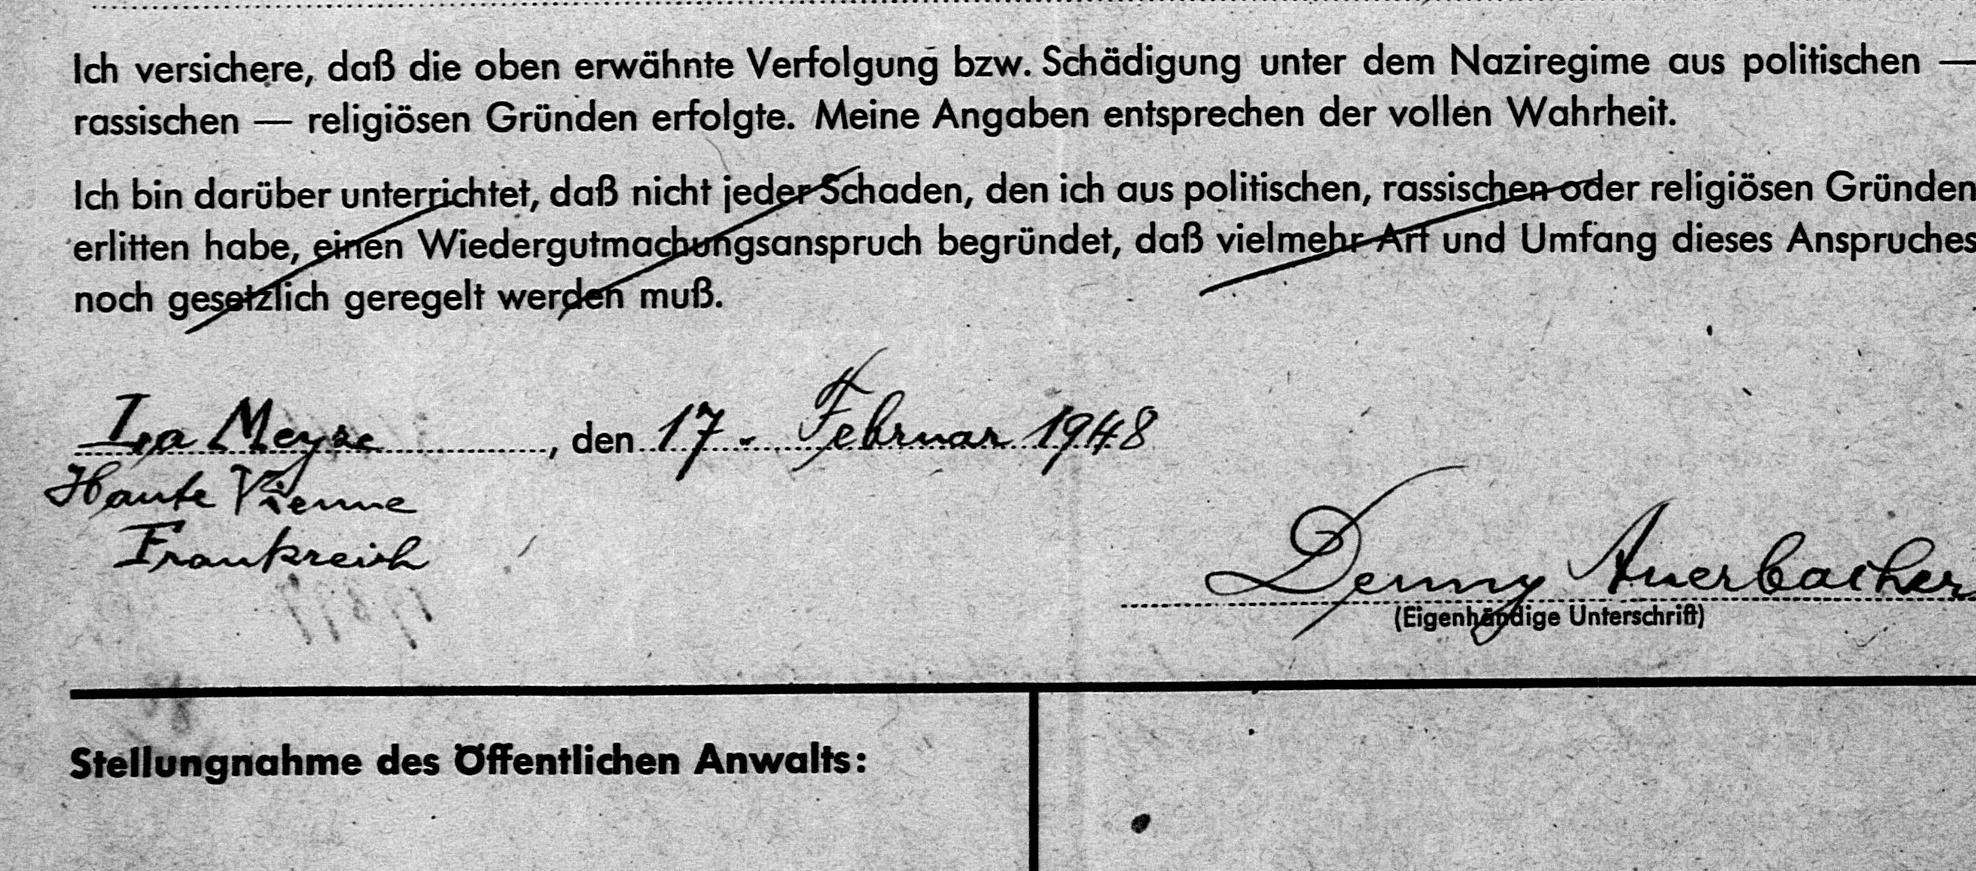 Ich versichere, daß die oben erwähnte Verfolgung bzw. Schädigung unter dem Naziregime aus politischen —
rassischen — religiösen Gründen erfolgte. Meine Angaben entsprechen der vollen Wahrheit.
Ich bin darüber unterrichtet, daß nicht jeder Schaden, den ich aus politischen, rassischen oder religiösen Gründen
erlitten habe, einen Wiedergutmachungsanspruch begründet, daß vielmehr Art und Umfang dieses Anspruches
noch gesetzlich geregelt werden muß.
La Meyze, den 17. Februar 1948
Haute Vienne
Frankreich
Denny Auerbacher
(Eigenhändige Unterschrift)
Stellungnahme des Öffentlichen Anwalts: